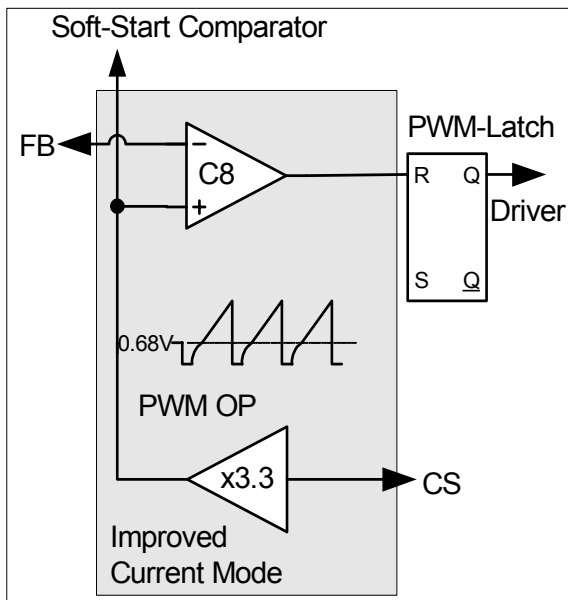 Soft-Start Comparator
FB
PWM-Latch
−
C8
+
R Q
Driver
S Q
0.68V
PWM OP
x3.3
CS
Improved
Current Mode